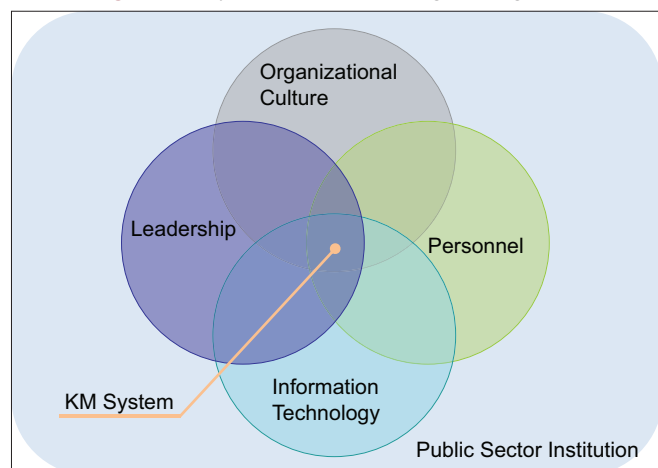 Organizational
Culture
Leadership
Personnel
KM System
Information
Technology
Public Sector Institution